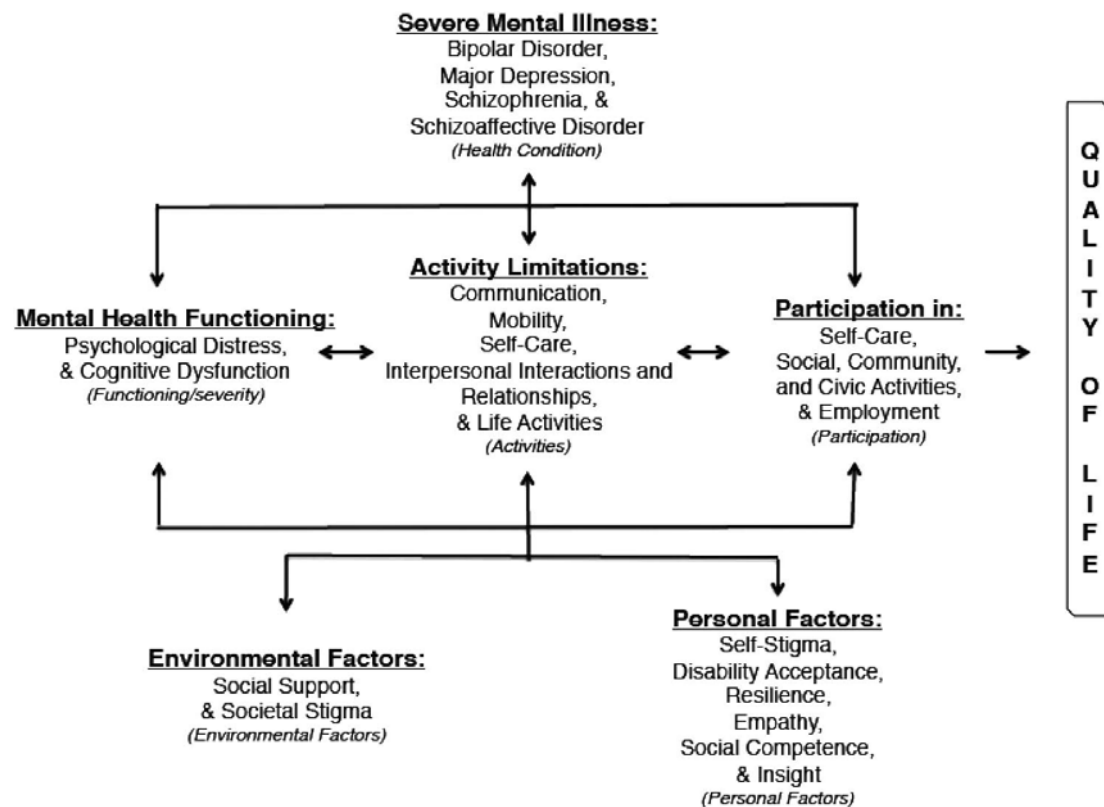 Severe Mental Illness:
Bipolar Disorder,
Major Depression,
Schizophrenia, &
Schizoaffective Disorder
(Health Condition)
Mental Health Functioning:
Psychological Distress,
& Cognitive Dysfunction
(Functioning/severity)
Activity Limitations:
Communication,
Mobility,
Self-Care,
Interpersonal Interactions and
Relationships,
& Life Activities
(Activities)
Participation in:
Self-Care,
Social, Community,
and Civic Activities,
& Employment
(Participation)
QUALITY OF LIFE
Environmental Factors:
Social Support,
& Societal Stigma
(Environmental Factors)
Personal Factors:
Self-Stigma,
Disability Acceptance,
Resilience,
Empathy,
Social Competence,
& Insight
(Personal Factors)